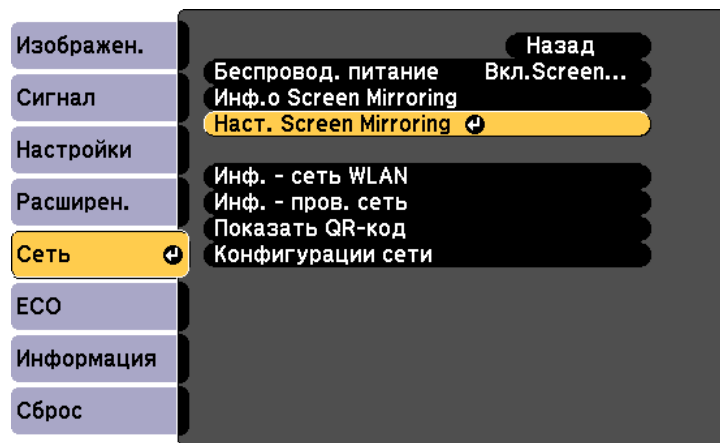 Изображен.
Сигнал
Настройки
Расширен.
Сеть
ECO
Информация
Сброс
Назад
Беспровод. питание Вкл.Screen...
Инф.о Screen Mirroring
Наст. Screen Mirroring
Инф. - сеть WLAN
Инф. - пров. сеть
Показать QR-код
Конфигурации сети